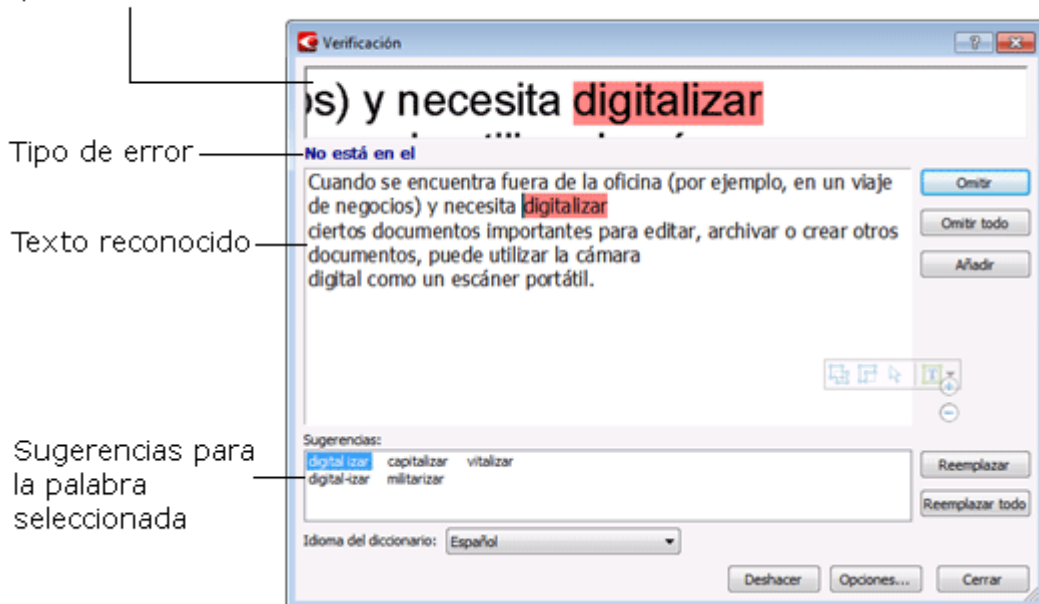 Verificación
os) y necesita digitalizar
Tipo de error
No está en el
Cuando se encuentra fuera de la oficina (por ejemplo, en un viaje
de negocios) y necesita digitalizar
ciertos documentos importantes para editar, archivar o crear otros
documentos, puede utilizar la cámara
digital como un escáner portátil.
Omitir
Omitir todo
Añadir
Texto reconocido
Sugerencias para
la palabra
seleccionada
Sugerencias:
digital izar capitalizar vitalizar
digital-izar militarizar
Reemplazar
Reemplazar todo
Idioma del diccionario: Español
Deshacer Opciones... Cerrar